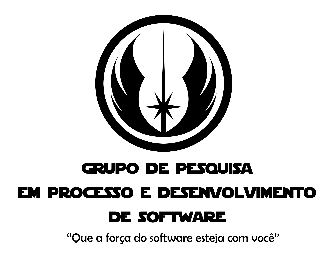 GRUPO DE PESQUISA
EM PROCESSO E DESENVOLVIMENTO
DE SOFTWARE
"Que a força do software esteja com você"